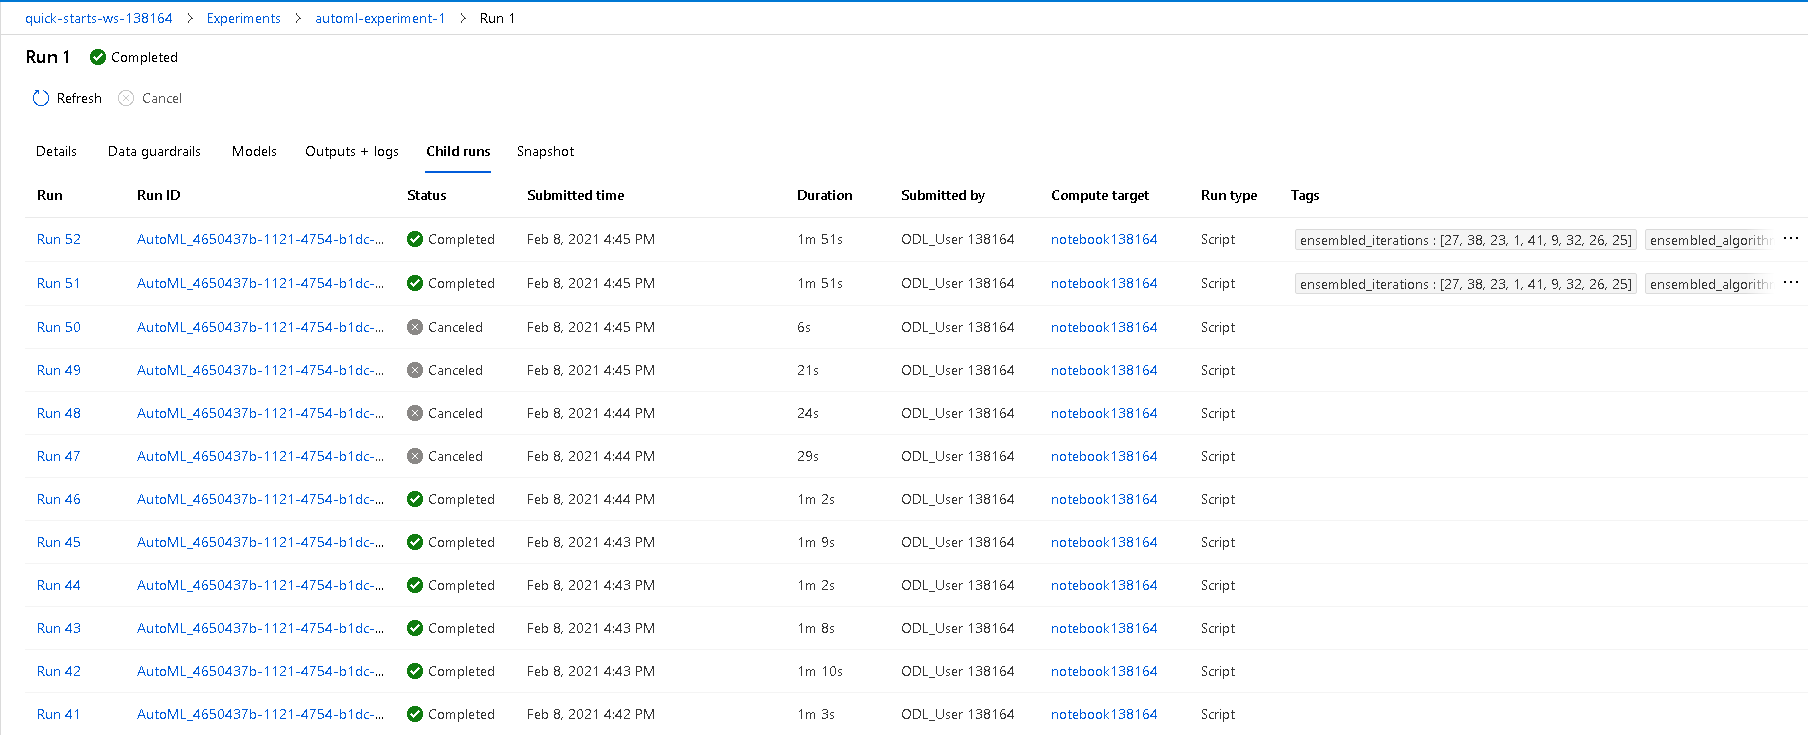 quick-starts-ws-138164 > Experiments > automl-experiment-1 > Run 1
Run 1 Completed
Refresh Cancel
Details Data guardrails Models Outputs + logs Child runs Snapshot
Run Run ID Status Submitted time Duration Submitted by Compute target Run type Tags
Run 52 AutoML_4650437b-1121-4754-b1dc-... Completed Feb 8, 2021 4:45 PM 1m 51s ODL_User 138164 notebook138164 Script ensembled_iterations : [27, 38, 23, 1, 41, 9, 32, 26, 25] ensembled_algorithm ...
Run 51 AutoML_4650437b-1121-4754-b1dc-... Completed Feb 8, 2021 4:45 PM 1m 51s ODL_User 138164 notebook138164 Script ensembled_iterations : [27, 38, 23, 1, 41, 9, 32, 26, 25] ensembled_algorithm ...
Run 50 AutoML_4650437b-1121-4754-b1dc-... Canceled Feb 8, 2021 4:45 PM 6s ODL_User 138164 notebook138164 Script
Run 49 AutoML_4650437b-1121-4754-b1dc-... Canceled Feb 8, 2021 4:45 PM 21s ODL_User 138164 notebook138164 Script
Run 48 AutoML_4650437b-1121-4754-b1dc-... Canceled Feb 8, 2021 4:44 PM 24s ODL_User 138164 notebook138164 Script
Run 47 AutoML_4650437b-1121-4754-b1dc-... Canceled Feb 8, 2021 4:44 PM 29s ODL_User 138164 notebook138164 Script
Run 46 AutoML_4650437b-1121-4754-b1dc-... Completed Feb 8, 2021 4:44 PM 1m 2s ODL_User 138164 notebook138164 Script
Run 45 AutoML_4650437b-1121-4754-b1dc-... Completed Feb 8, 2021 4:43 PM 1m 9s ODL_User 138164 notebook138164 Script
Run 44 AutoML_4650437b-1121-4754-b1dc-... Completed Feb 8, 2021 4:43 PM 1m 2s ODL_User 138164 notebook138164 Script
Run 43 AutoML_4650437b-1121-4754-b1dc-... Completed Feb 8, 2021 4:43 PM 1m 8s ODL_User 138164 notebook138164 Script
Run 42 AutoML_4650437b-1121-4754-b1dc-... Completed Feb 8, 2021 4:43 PM 1m 10s ODL_User 138164 notebook138164 Script
Run 41 AutoML_4650437b-1121-4754-b1dc-... Completed Feb 8, 2021 4:42 PM 1m 3s ODL_User 138164 notebook138164 Script